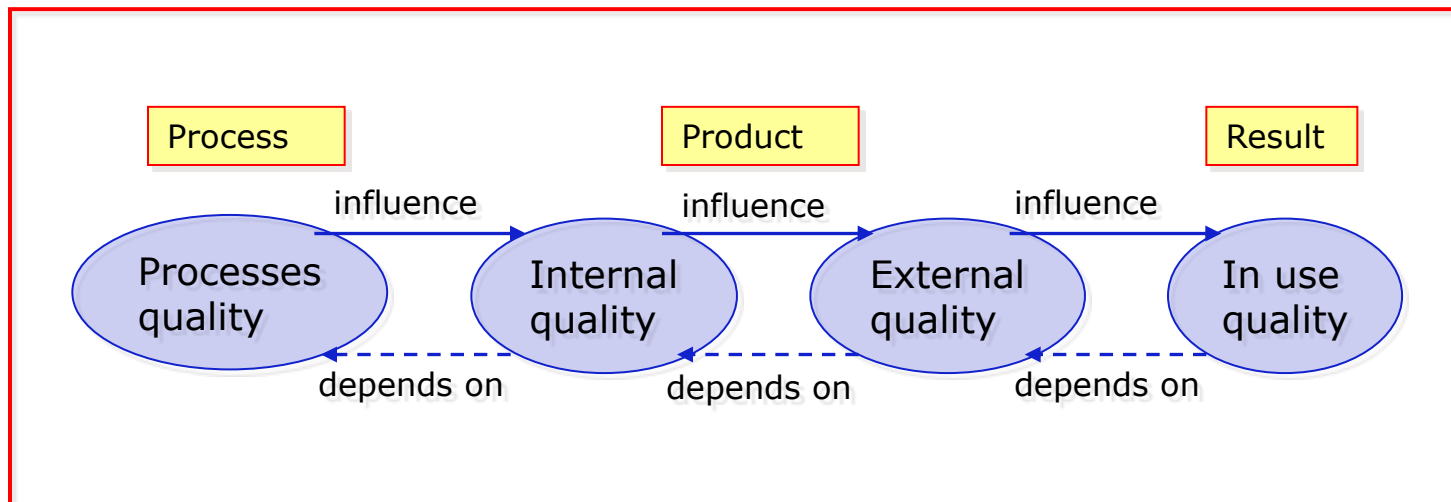 Process
Product
Result
influence
influence
influence
Processes
quality
Internal
quality
External
quality
In use
quality
depends on
depends on
depends on